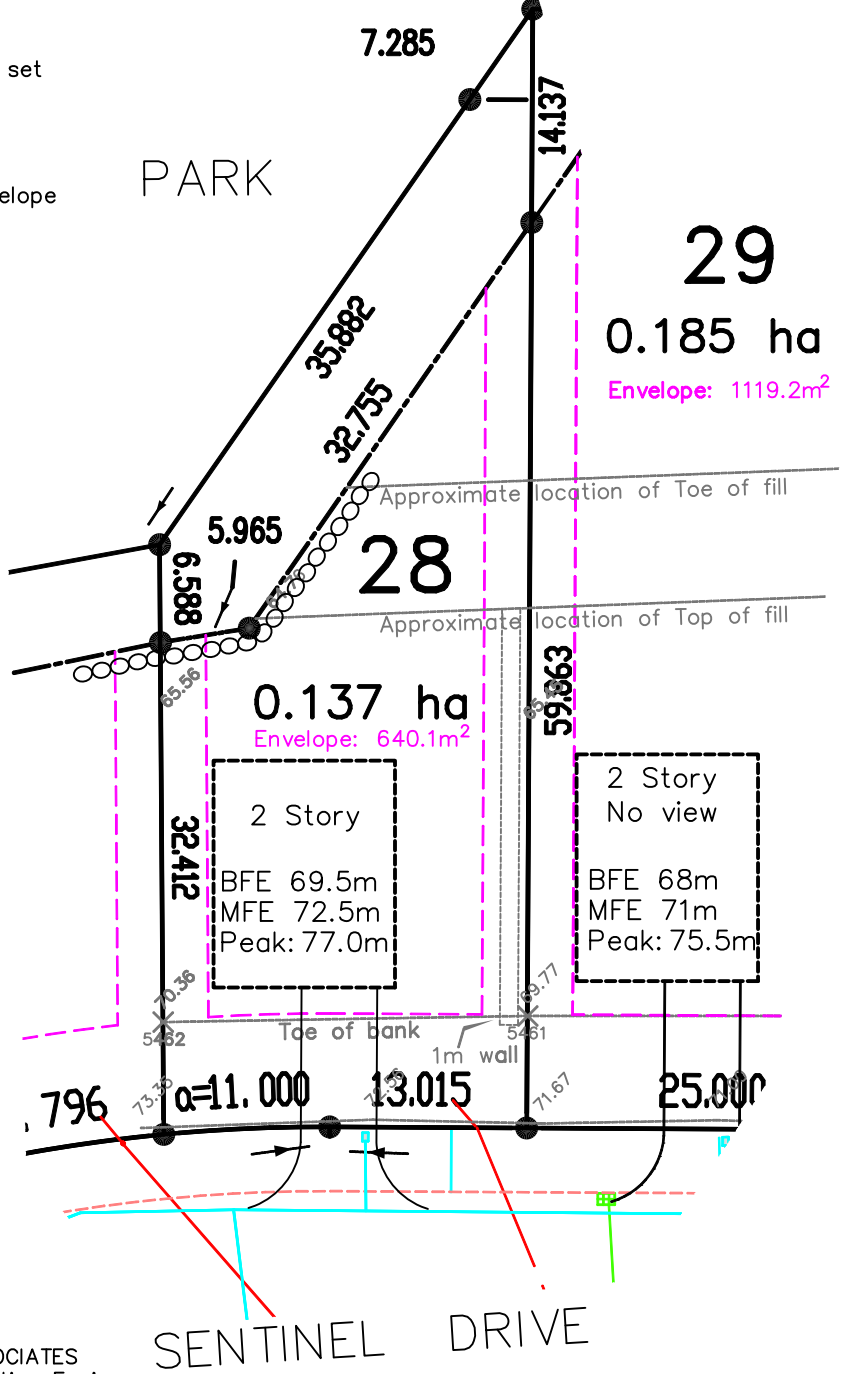 7.285
set
14.137
PARK
elope
29
0.185 ha
Envelope: 1119.2m²
35.882
32.755
Approximate location of Toe of fill
5.965
28
6.588
Approximate location of Top of fill
65.56
59.663
0.137 ha
Envelope: 640.1m²
2 Story
No view
BFE 68m
MFE 71m
Peak: 75.5m
2 Story
BFE 69.5m
MFE 72.5m
Peak: 77.0m
32.412
70.36
69.77
5462
Toe of bank
5461
1m wall
796
73.36
a=11.000
13.015
71.67
25.000
SENTINEL DRIVE
OCIATES